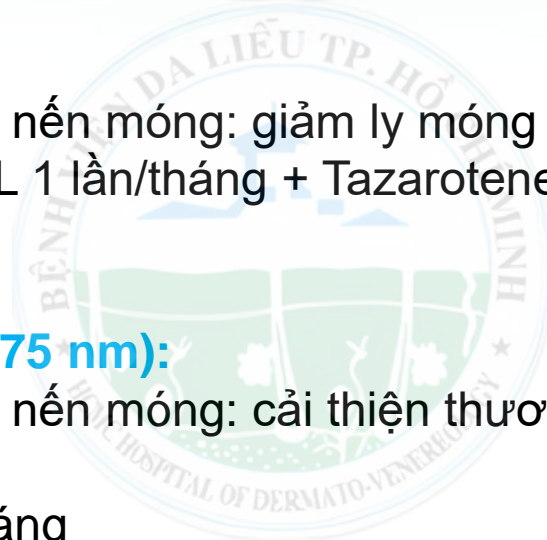 BỆNH VIỆN DA LIỄU TP. HỒ CHÍ MINH
nến móng: giảm ly móng
L 1 lần/tháng + Tazarotene
75 nm):
nến móng: cải thiện thươ
áng
HOSPITAL OF DERMATO-VENEREOLOGY